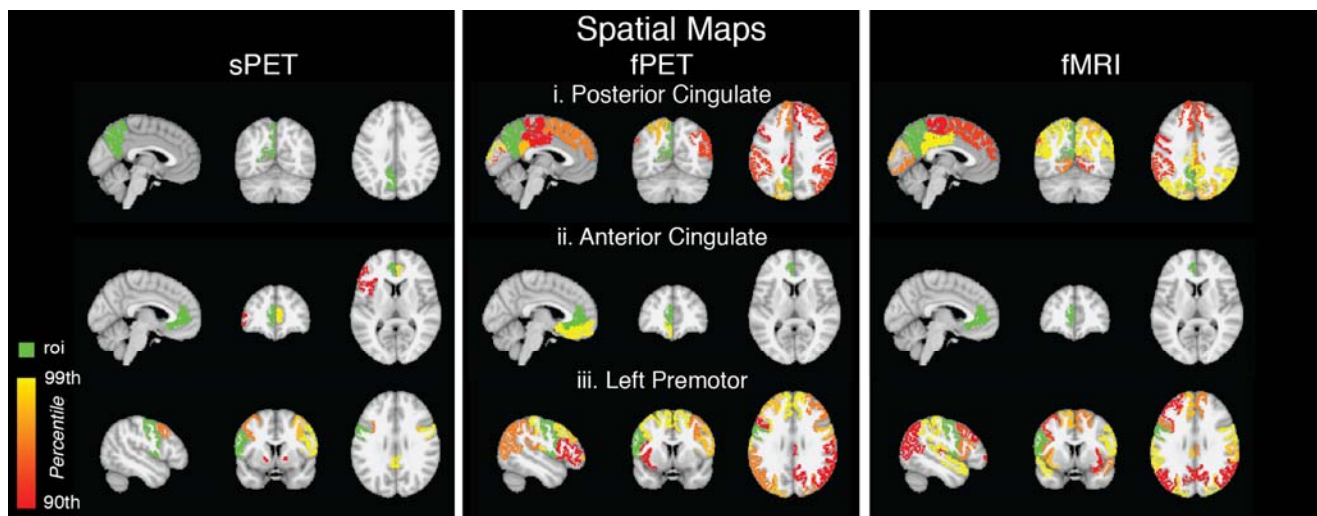 Spatial Maps
sPET
fPET
fMRI
i. Posterior Cingulate
ii. Anterior Cingulate
iii. Left Premotor
roi
99th
Percentile
90th